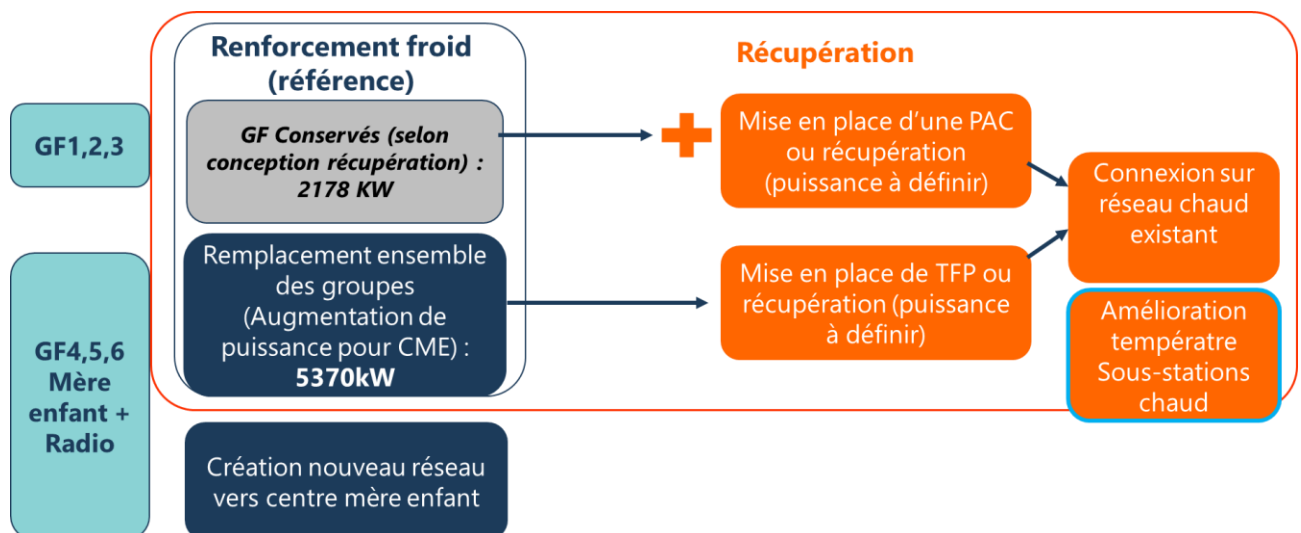 Renforcement froid
(référence)
Récupération
GF1,2,3
GF Conservés (selon
conception récupération) :
2178 KW
Mise en place d’une PAC
ou récupération
(puissance à définir)
Connexion sur
réseau chaud
existant
GF4,5,6
Mère
enfant +
Radio
Remplacement ensemble
des groupes
(Augmentation de
puissance pour CME) :
5370kW
Mise en place de TFP ou
récupération (puissance
à définir)
Amélioration
températre
Sous-stations
chaud
Création nouveau réseau
vers centre mère enfant